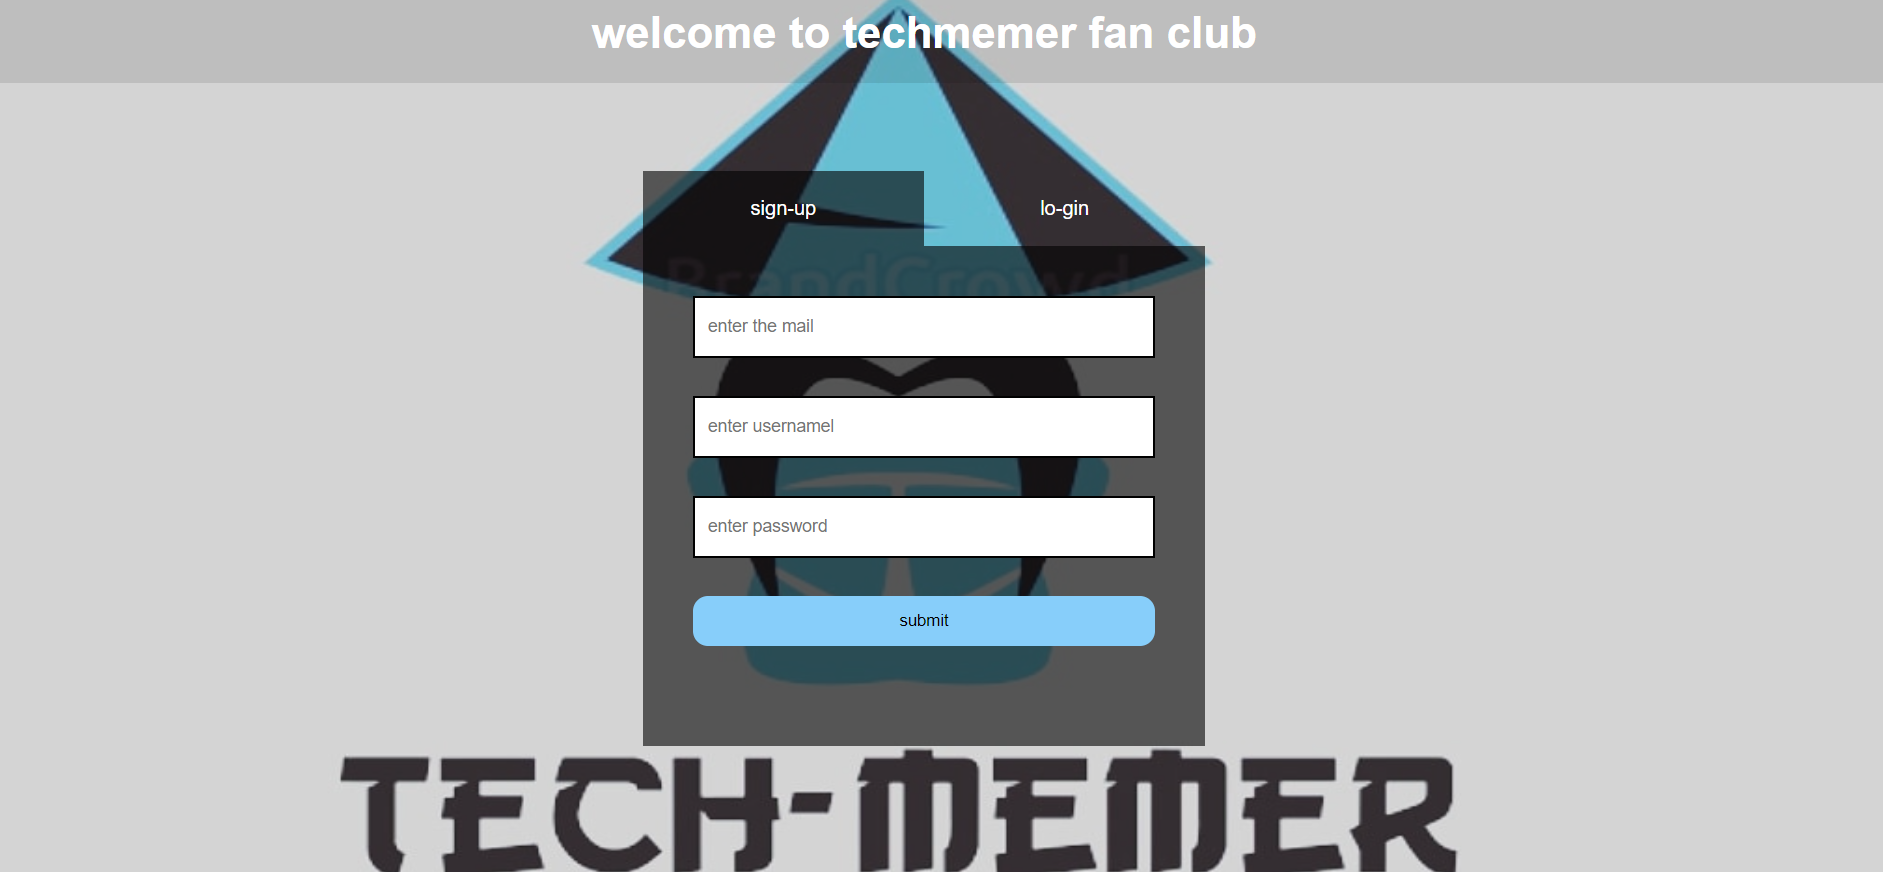 welcome to techmemer fan club
sign-up
lo-gin
BrandCrowd
enter the mail
enter usernamel
enter password
submit
TECH-MEMER